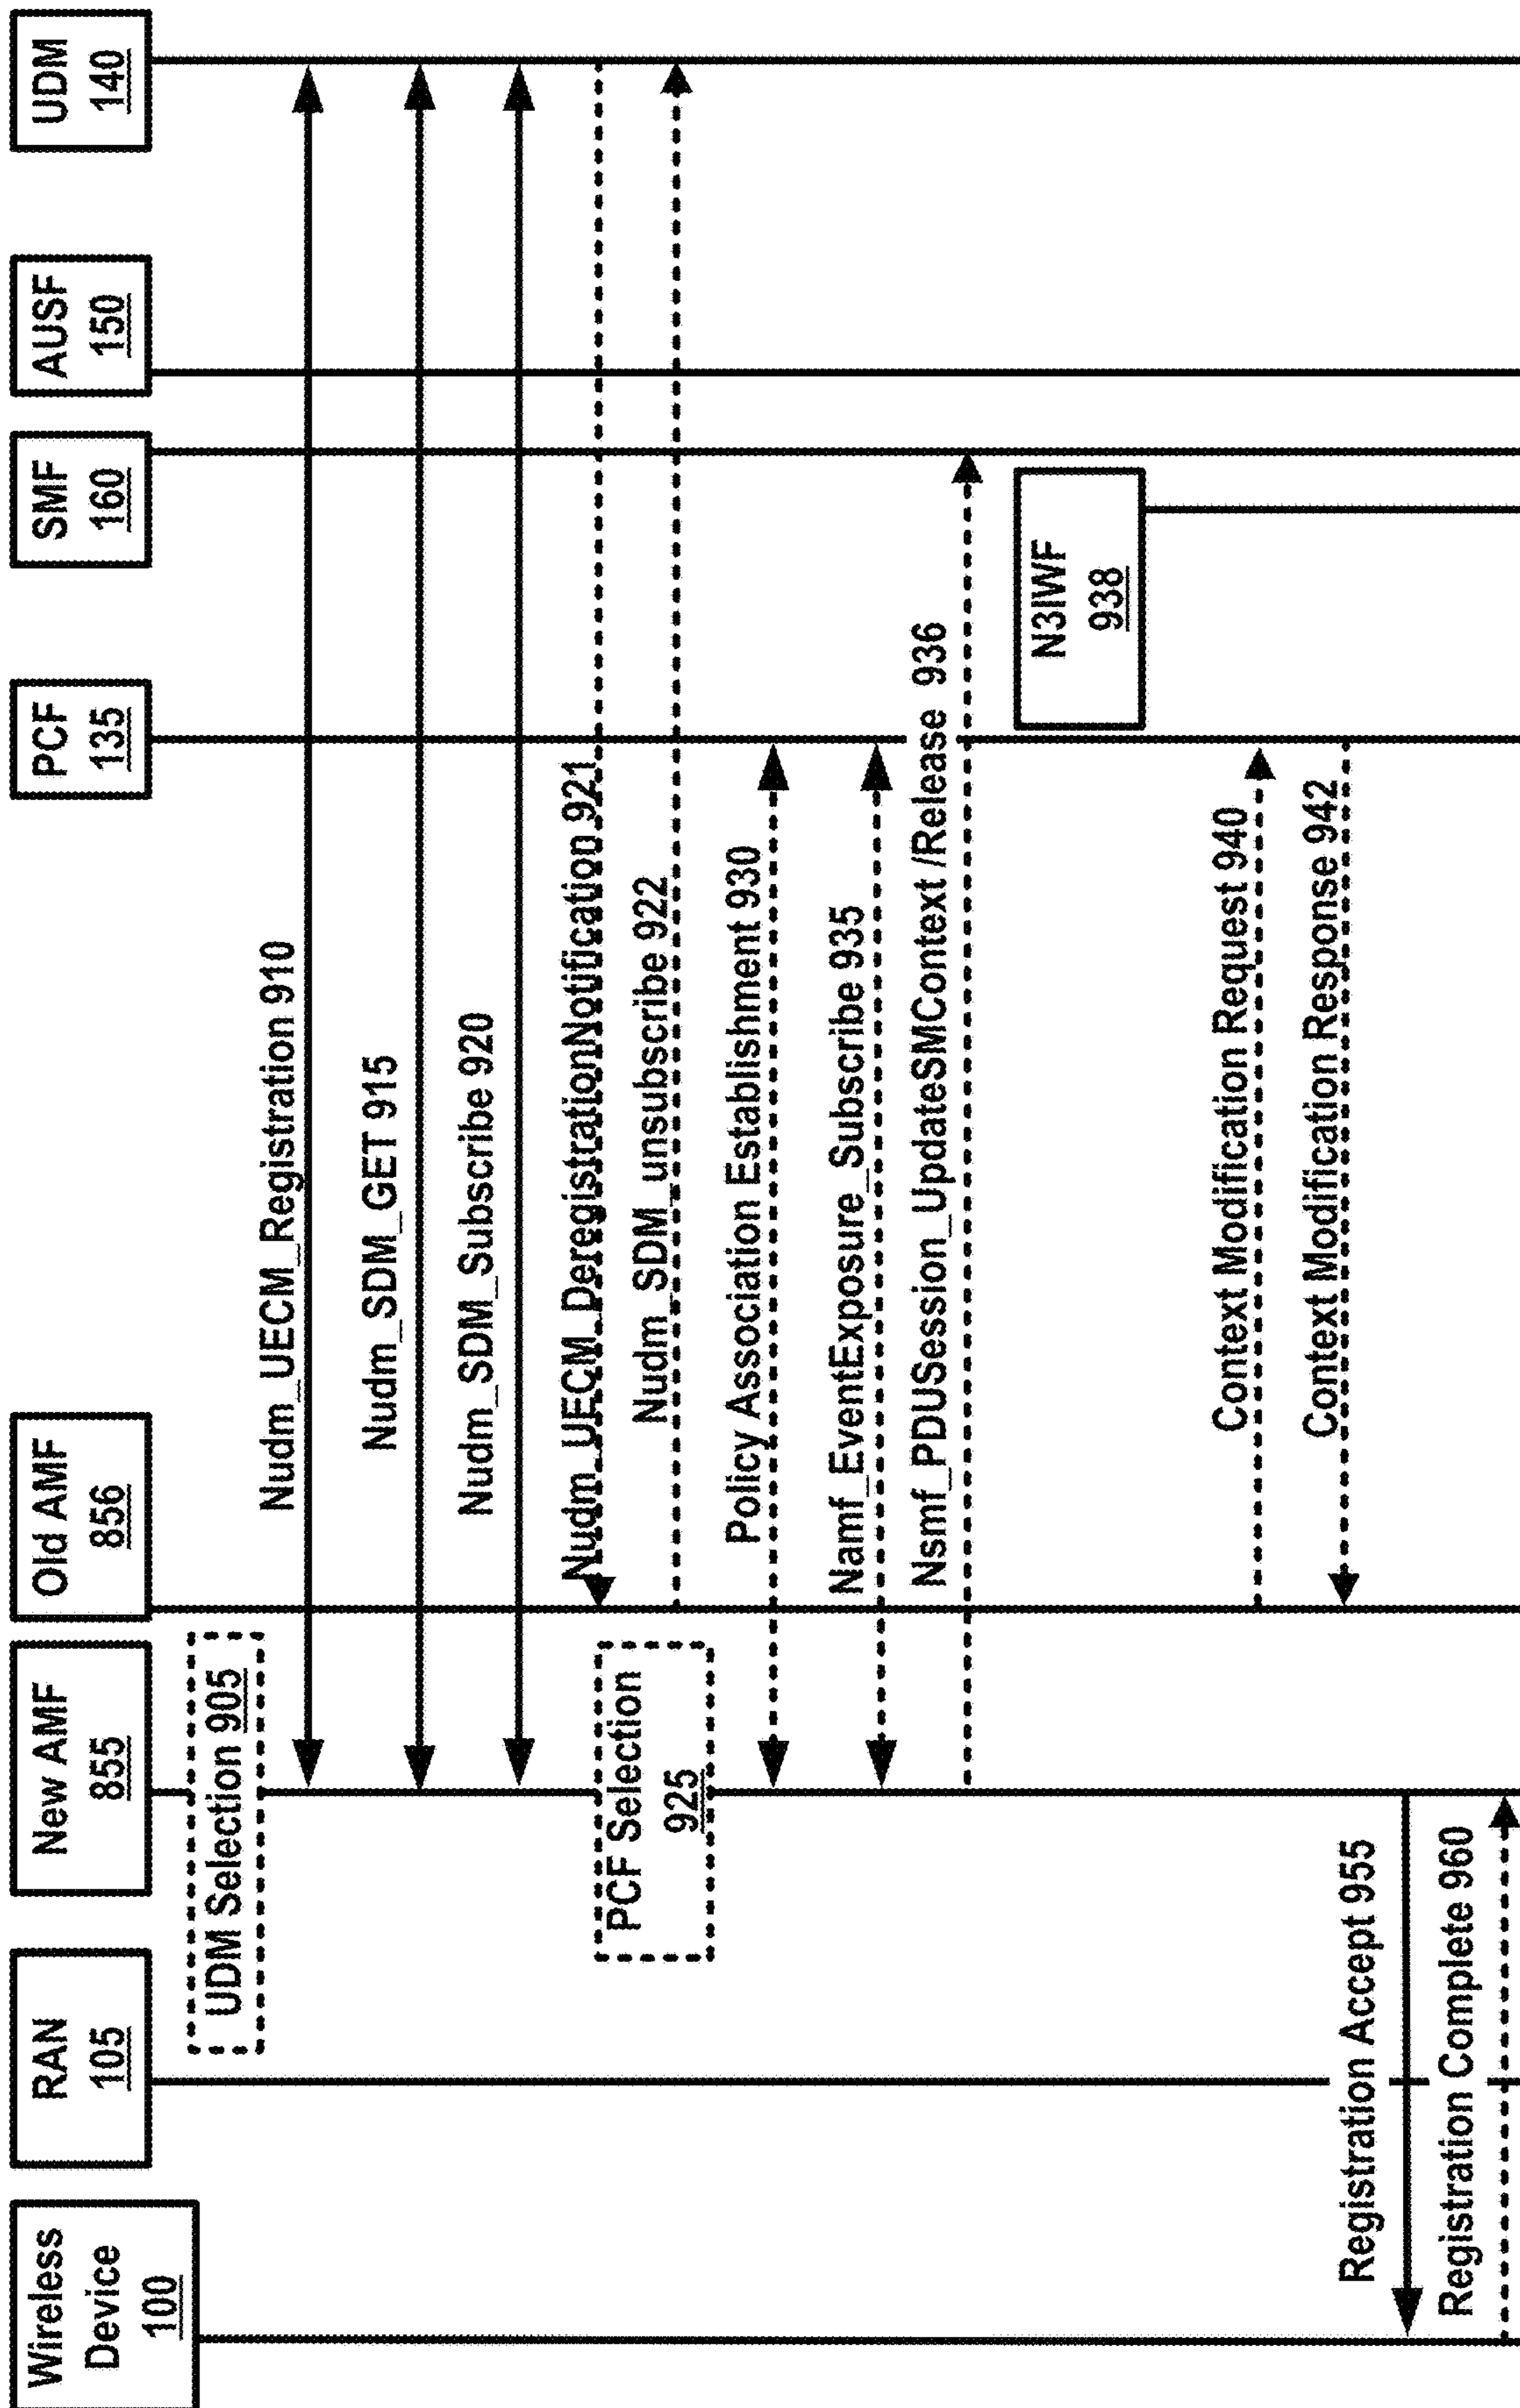 Wireless
Device
100
RAN
105
New AMF
855
Old AMF
856
PCF
135
SMF
160
AUSF
150
UDM
140
UDM Selection 905
Nudm_UECM_Registration 910
Nudm_SDM_GET 915
Nudm_SDM_Subscribe 920
Nudm_UECM_DeregistrationNotification 921
Nudm_SDM_unsubscribe 922
PCF Selection
925
Policy Association Establishment 930
Namf_EventExposure_Subscribe 935
Nsmf_PDUSession_UpdateSMContext /Release 936
N3IWF
938
Context Modification Request 940
Context Modification Response 942
Registration Accept 955
Registration Complete 960